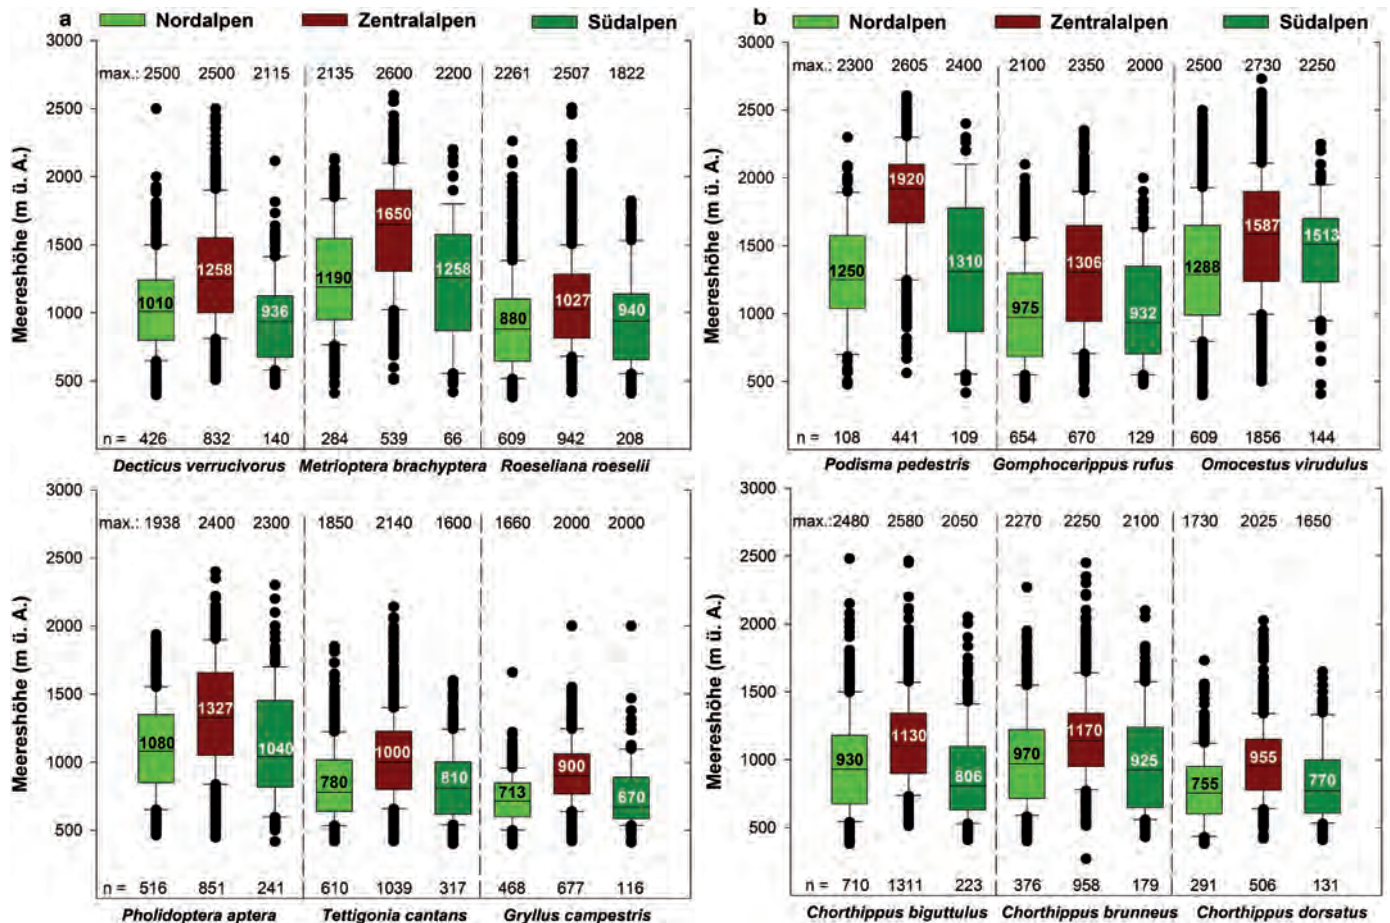 a Nordalpen Zentralalpen Südalpen
3000
max.: 2500 2500 2115 2135 2600 2200 2261 2507 1822
2500
2000
1500
1000
500
Meereshöhe (m ü. A.)
1010 1258 936 1190 1650 1258 880 1027 940
n = 426 832 140 284 539 66 609 942 208
Decticus verrucivorus Metrioptera brachyptera Roeseliana roeselii
3000
max.: 1938 2400 2300 1850 2140 1600 1660 2000 2000
2500
2000
1500
1000
500
Meereshöhe (m ü. A.)
1080 1327 1040 780 1000 810 713 900 670
n = 516 851 241 610 1039 317 468 677 116
Pholidoptera aptera Tettigonia cantans Gryllus campestris
b Nordalpen Zentralalpen Südalpen
3000
max.: 2300 2605 2400 2100 2350 2000 2500 2730 2250
2500
2000
1500
1000
500
Meereshöhe (m ü. A.)
1250 1920 1310 975 1306 932 1288 1587 1513
n = 108 441 109 654 670 129 609 1856 144
Podisma pedestris Gomphocerippus rufus Omocestus virudulus
3000
max.: 2480 2580 2050 2270 2250 2100 1730 2025 1650
2500
2000
1500
1000
500
Meereshöhe (m ü. A.)
930 1130 806 970 1170 925 755 955 770
n = 710 1311 223 376 958 179 291 506 131
Chorthippus biguttulus Chorthippus brunneus Chorthippus dorsatus